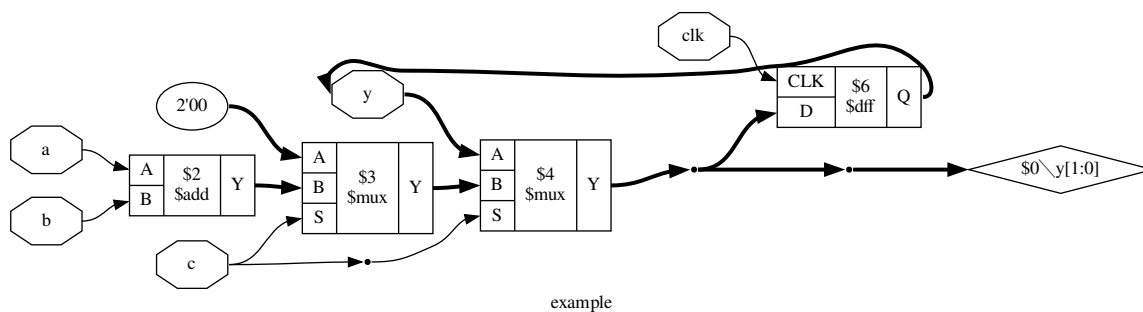 clk
y
CLK
D
$6
$dff
Q
2'00
a
b
A
B
$2
$add
Y
A
B
S
$3
$mux
Y
A
B
S
$4
$mux
Y
$0\y[1:0]
c
example